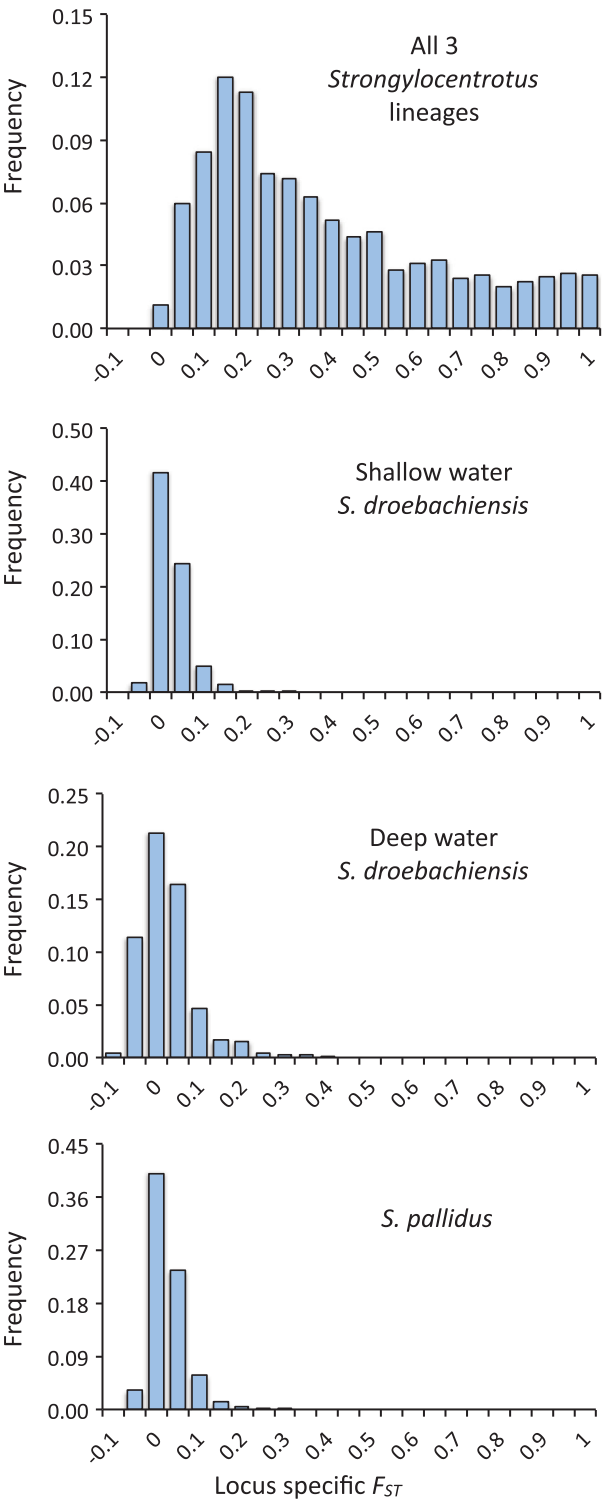 0.15
0.12
0.09
0.06
0.03
0.00
Frequency
All 3
Strongylocentrotus
lineages
-0.1 0 0.1 0.2 0.3 0.4 0.5 0.6 0.7 0.8 0.9 1
0.50
0.40
0.30
0.20
0.10
0.00
Frequency
Shallow water
S. droebachiensis
-0.1 0 0.1 0.2 0.3 0.4 0.5 0.6 0.7 0.8 0.9 1
0.25
0.20
0.15
0.10
0.05
0.00
Frequency
Deep water
S. droebachiensis
-0.1 0 0.1 0.2 0.3 0.4 0.5 0.6 0.7 0.8 0.9 1
0.45
0.36
0.27
0.18
0.09
0.00
Frequency
S. pallidus
-0.1 0 0.1 0.2 0.3 0.4 0.5 0.6 0.7 0.8 0.9 1
Locus specific FST